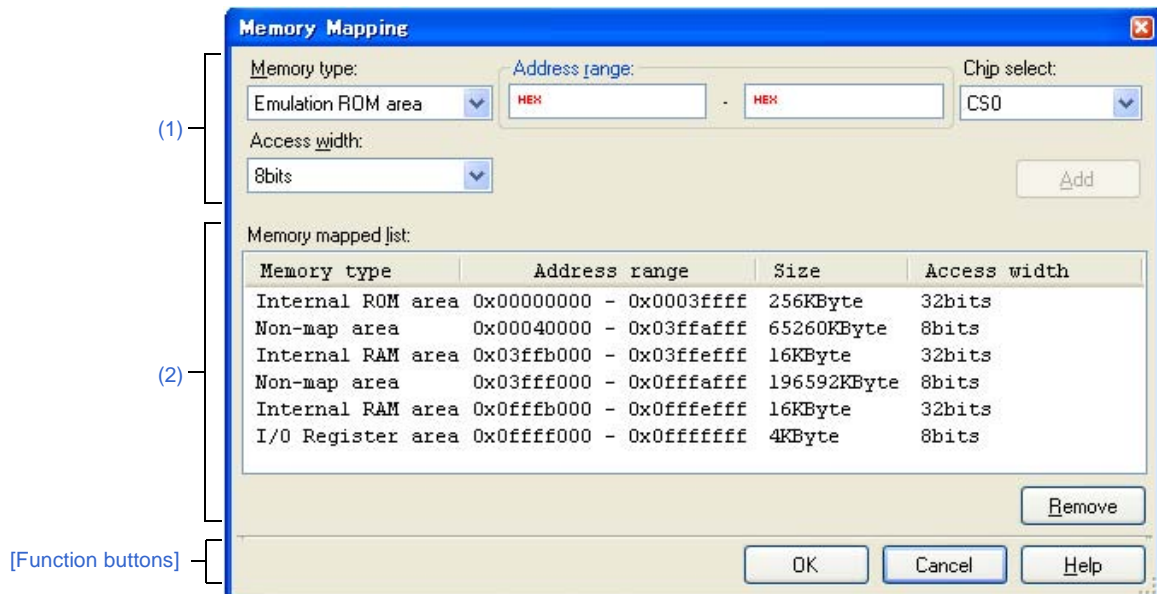 Memory Mapping
Memory type:
Address range:
Chip select:
Emulation ROM area
HEX - HEX
CS0
(1)
Access width:
8bits
Add
Memory mapped list:
Memory type Address range Size Access width
Internal ROM area 0x00000000 - 0x0003ffff 256KByte 32bits
Non-map area 0x00040000 - 0x03ffafff 65260KByte 8bits
Internal RAM area 0x03ffb000 - 0x03ffefff 16KByte 32bits
(2)
Non-map area 0x03fff000 - 0x0fffafff 196592KByte 8bits
Internal RAM area 0x0fffb000 - 0x0fffefff 16KByte 32bits
I/O Register area 0x0ffff000 - 0x0fffffff 4KByte 8bits
Remove
[Function buttons]
OK Cancel Help